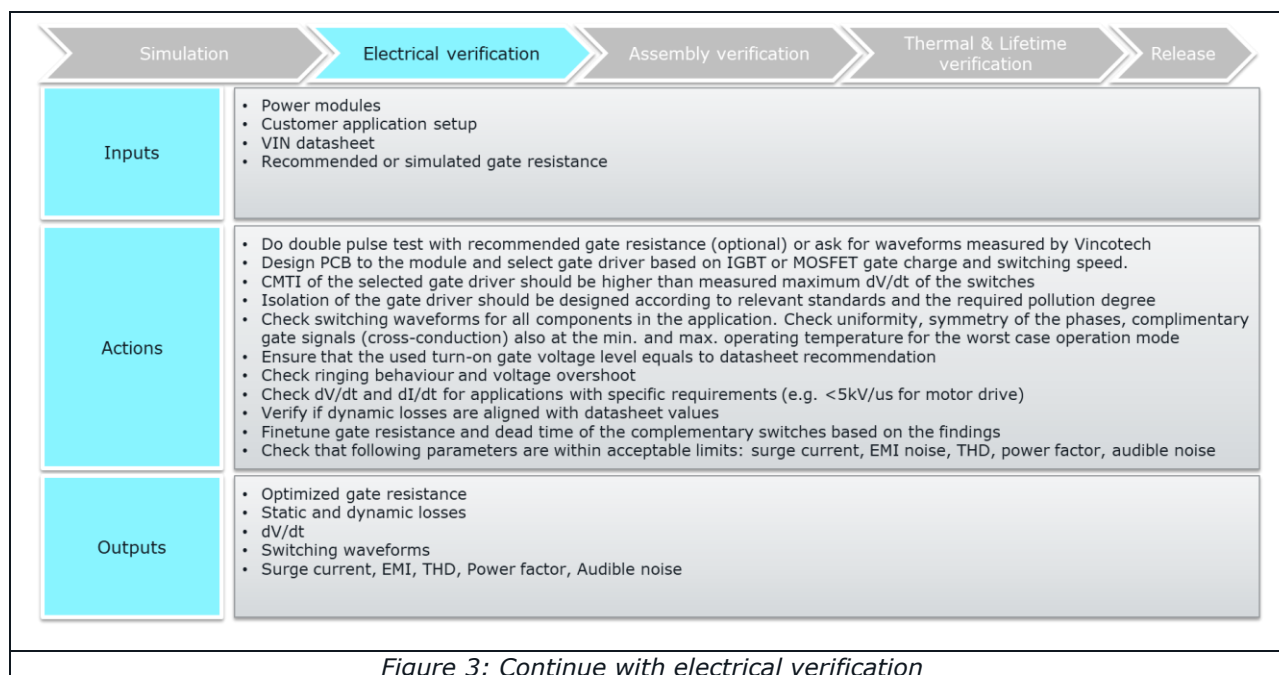 Simulation
Electrical verification
Assembly verification
Thermal & Lifetime
verification
Release
Inputs
• Power modules
• Customer application setup
• VIN datasheet
• Recommended or simulated gate resistance
Actions
• Do double pulse test with recommended gate resistance (optional) or ask for waveforms measured by Vincotech
• Design PCB to the module and select gate driver based on IGBT or MOSFET gate charge and switching speed.
• CMTI of the selected gate driver should be higher than measured maximum dV/dt of the switches
• Isolation of the gate driver should be designed according to relevant standards and the required pollution degree
• Check switching waveforms for all components in the application. Check uniformity, symmetry of the phases, complimentary
gate signals (cross-conduction) also at the min. and max. operating temperature for the worst case operation mode
• Ensure that the used turn-on gate voltage level equals to datasheet recommendation
• Check ringing behaviour and voltage overshoot
• Check dV/dt and dI/dt for applications with specific requirements (e.g. <5kV/us for motor drive)
• Verify if dynamic losses are aligned with datasheet values
• Finetune gate resistance and dead time of the complementary switches based on the findings
• Check that following parameters are within acceptable limits: surge current, EMI noise, THD, power factor, audible noise
Outputs
• Optimized gate resistance
• Static and dynamic losses
• dV/dt
• Switching waveforms
• Surge current, EMI, THD, Power factor, Audible noise
Figure 3: Continue with electrical verification